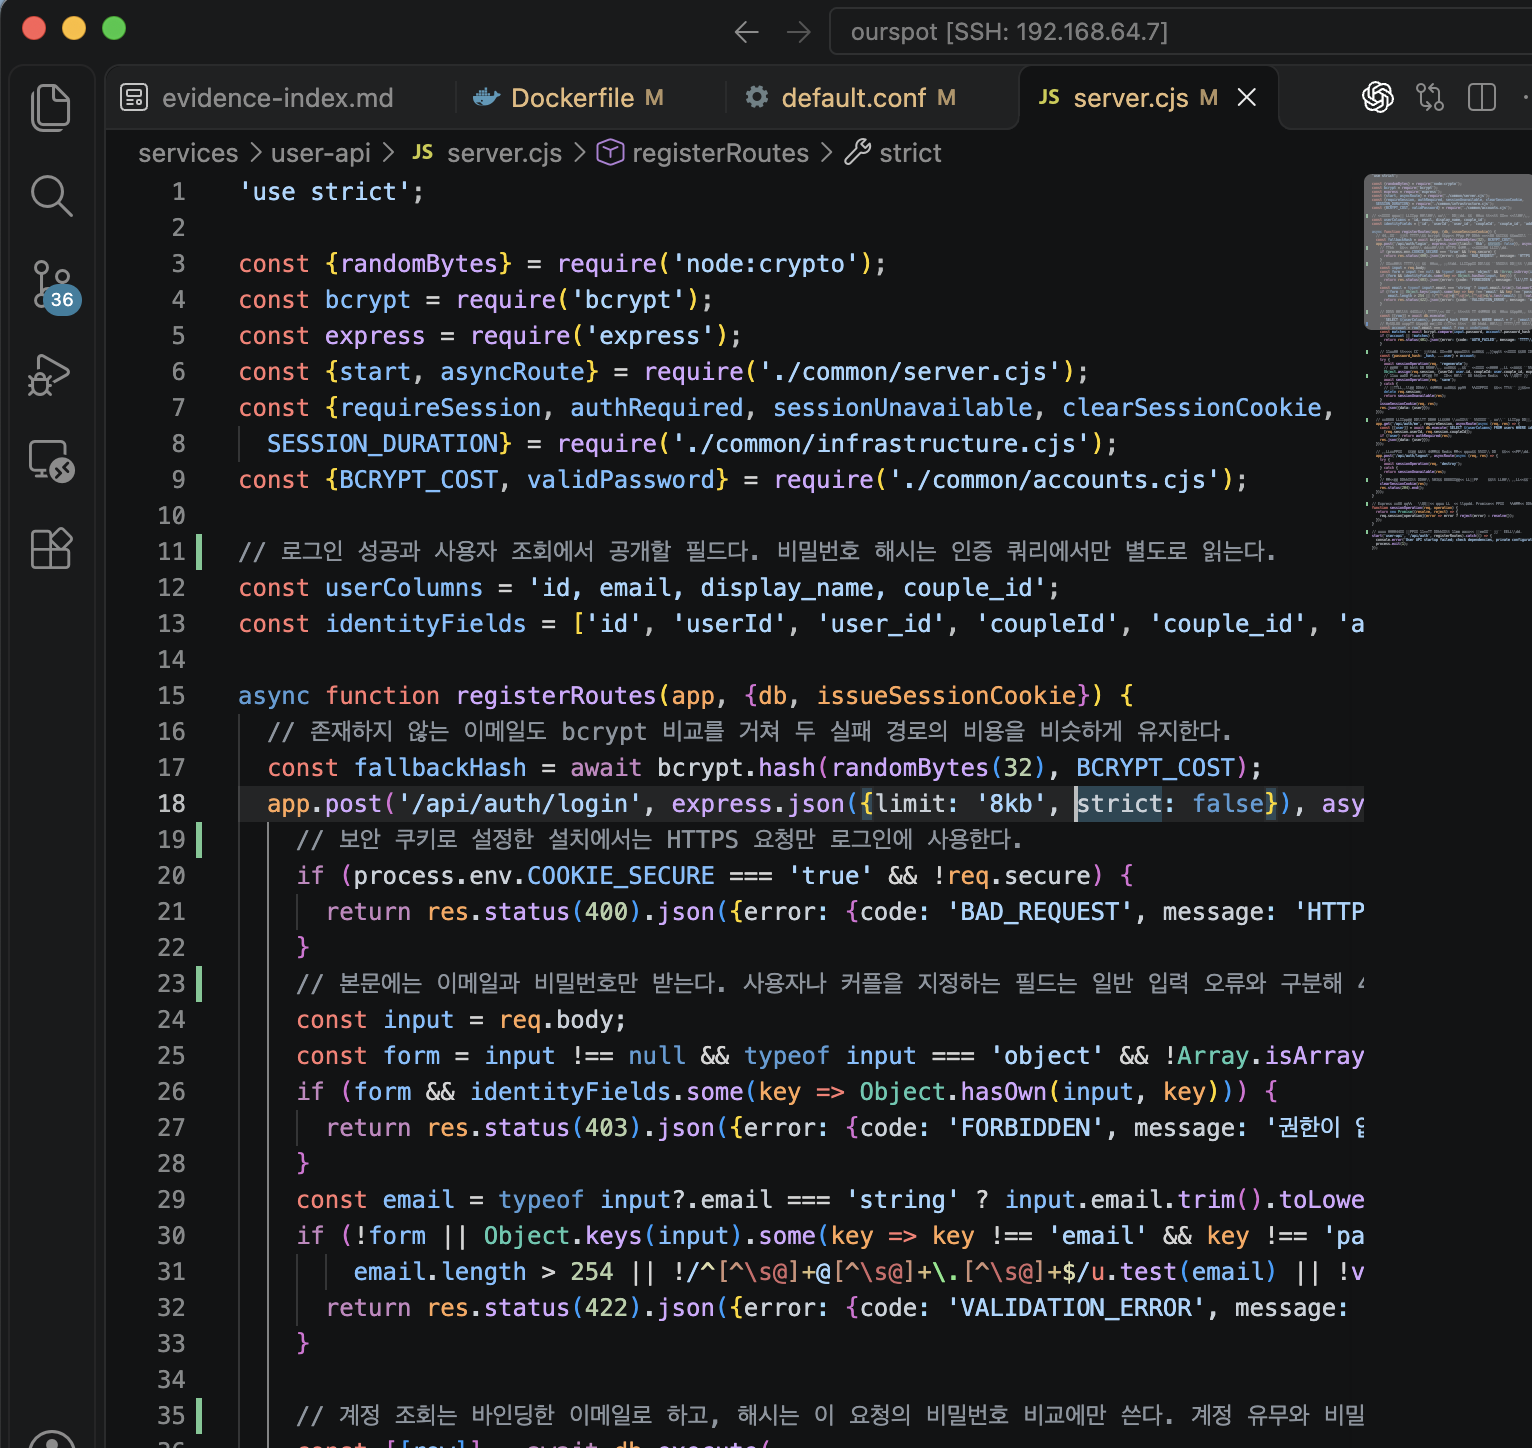 ourspot [SSH: 192.168.64.7]
evidence-index.md
Dockerfile M
default.conf M
JS server.cjs M
services > user-api > JS server.cjs > registerRoutes > strict
36
1 'use strict';
2
3 const {randomBytes} = require('node:crypto');
4 const bcrypt = require('bcrypt');
5 const express = require('express');
6 const {start, asyncRoute} = require('./common/server.cjs');
7 const {requireSession, authRequired, sessionUnavailable, clearSessionCookie,
8 SESSION_DURATION} = require('./common/infrastructure.cjs');
9 const {BCRYPT_COST, validPassword} = require('./common/accounts.cjs');
10
11 // 로그인 성공과 사용자 조회에서 공개할 필드다. 비밀번호 해시는 인증 쿼리에서만 별도로 읽는다.
12 const userColumns = 'id, email, display_name, couple_id';
13 const identityFields = ['id', 'userId', 'user_id', 'coupleId', 'couple_id', 'a
14
15 async function registerRoutes(app, {db, issueSessionCookie}) {
16 // 존재하지 않는 이메일도 bcrypt 비교를 거쳐 두 실패 경로의 비용을 비슷하게 유지한다.
17 const fallbackHash = await bcrypt.hash(randomBytes(32), BCRYPT_COST);
18 app.post('/api/auth/login', express.json({limit: '8kb', strict: false}), asy
19 // 보안 쿠키로 설정한 설치에서는 HTTPS 요청만 로그인에 사용한다.
20 if (process.env.COOKIE_SECURE === 'true' && !req.secure) {
21 return res.status(400).json({error: {code: 'BAD_REQUEST', message: 'HTTP
22 }
23 // 본문에는 이메일과 비밀번호만 받는다. 사용자나 커플을 지정하는 필드는 일반 입력 오류와 구분해 4
24 const input = req.body;
25 const form = input !== null && typeof input === 'object' && !Array.isArray
26 if (form && identityFields.some(key => Object.hasOwn(input, key))) {
27 return res.status(403).json({error: {code: 'FORBIDDEN', message: '권한이
28 }
29 const email = typeof input?.email === 'string' ? input.email.trim().toLowe
30 if (!form || Object.keys(input).some(key => key !== 'email' && key !== 'pa
31 email.length > 254 || !/^[^\s@]+@[^\s@]+\.[^\s@]+$/u.test(email) || !v
32 return res.status(422).json({error: {code: 'VALIDATION_ERROR', message:
33 }
34
35 // 계정 조회는 바인딩한 이메일로 하고, 해시는 이 요청의 비밀번호 비교에만 쓴다. 계정 유무와 비밀